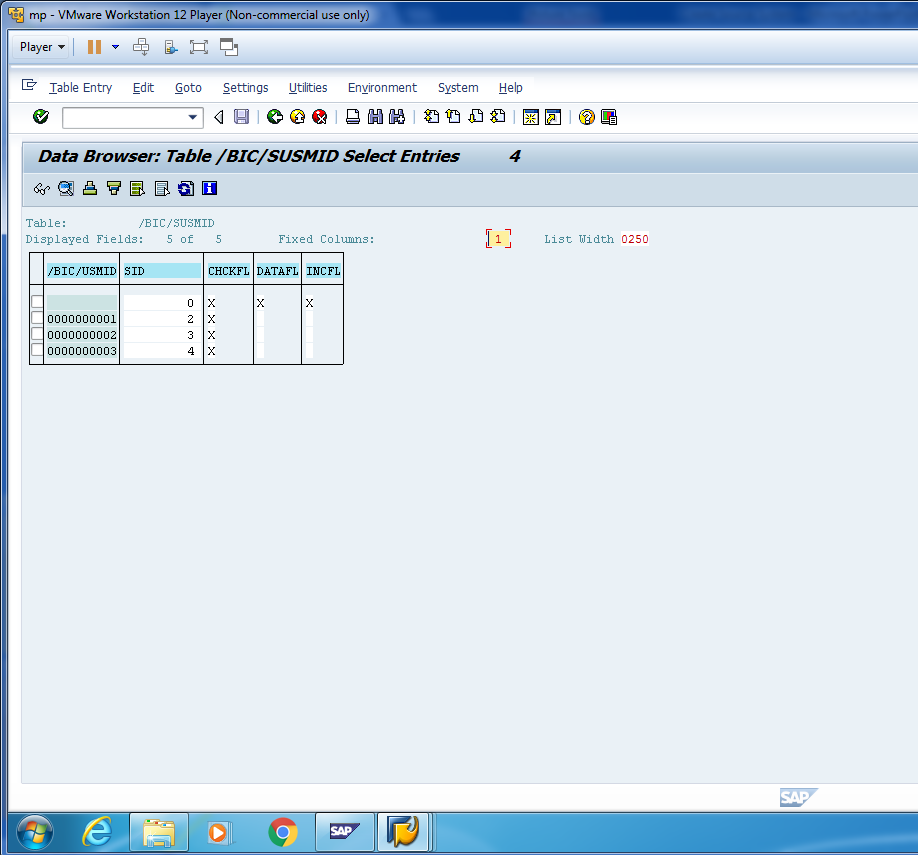 mp - VMware Workstation 12 Player (Non-commercial use only)
Player
Table Entry Edit Goto Settings Utilities Environment System Help
Data Browser: Table /BIC/SUSMID Select Entries 4
Table: /BIC/SUSMID
Displayed Fields: 5 of 5 Fixed Columns: 1 List Width 0250
/BIC/USMID SID CHCKFL DATAFL INCFL
0 X X X
0000000001 2 X
0000000002 3 X
0000000003 4 X
SAP
SAP